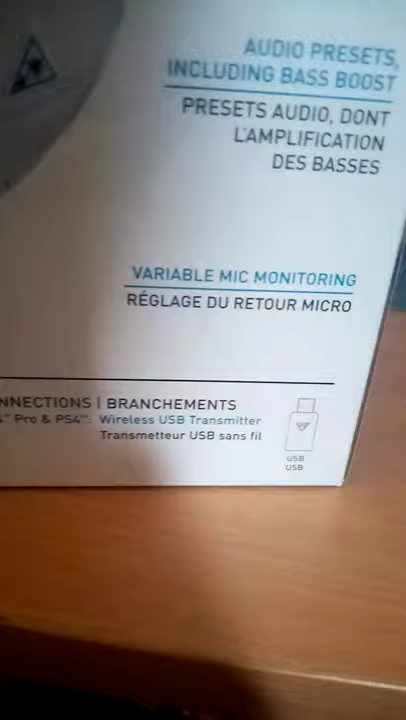 AUDIO PRESETS,
INCLUDING BASS BOOST
PRESETS AUDIO, DONT
L'AMPLIFICATION
DES BASSES
VARIABLE MIC MONITORING
RÉGLAGE DU RETOUR MICRO
NNECTIONS | BRANCHEMENTS
4™ Pro & PS4™: Wireless USB Transmitter
Transmetteur USB sans fil
USB
USB